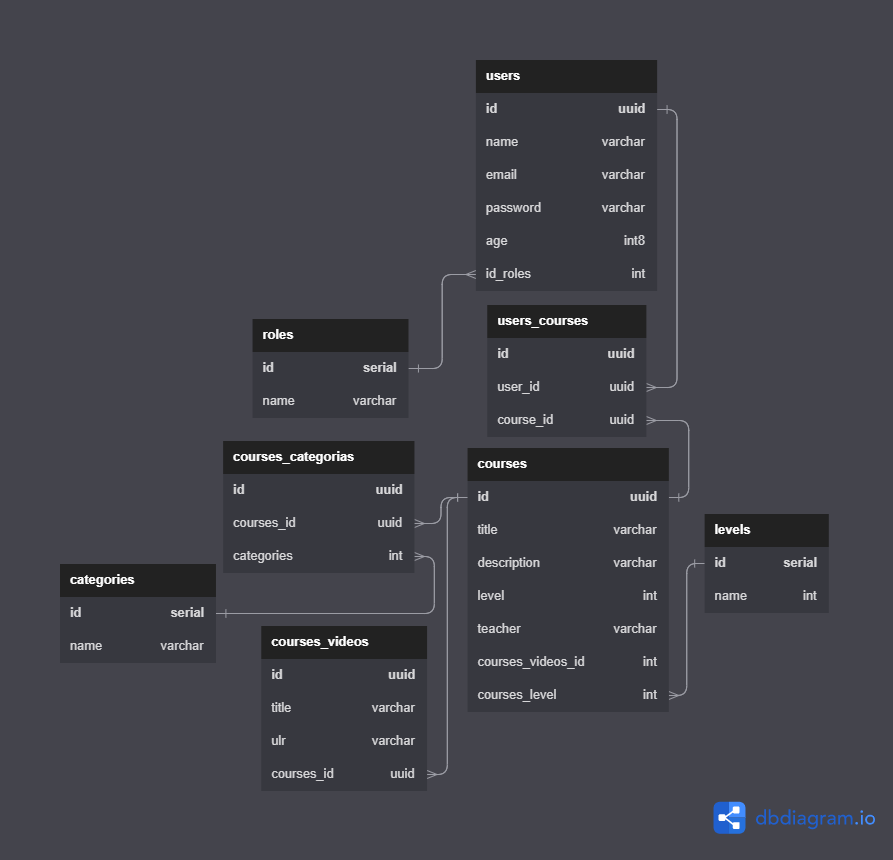 users
id uuid
name varchar
email varchar
password varchar
age int8
id_roles int
users_courses
id uuid
user_id uuid
course_id uuid
roles
id serial
name varchar
courses_categorias
id uuid
courses_id uuid
categories int
courses
id uuid
title varchar
description varchar
level int
teacher varchar
courses_videos_id int
courses_level int
levels
id serial
name int
categories
id serial
name varchar
courses_videos
id uuid
title varchar
ulr varchar
courses_id uuid
dbdiagram.io